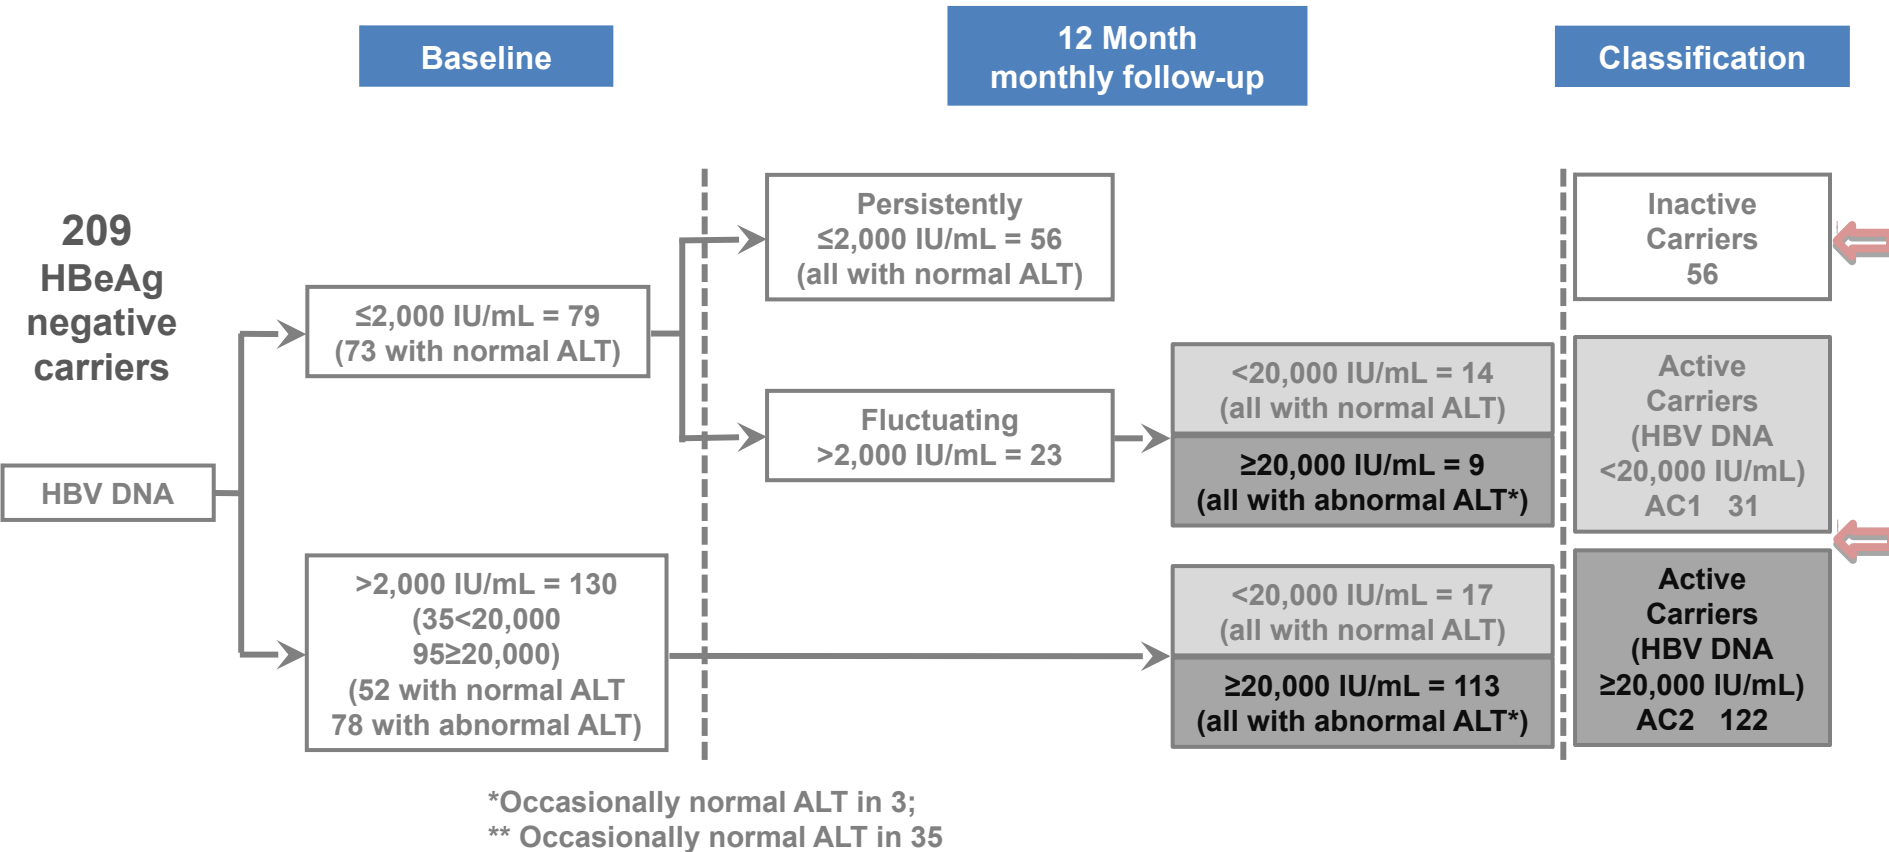 Baseline
12 Month
monthly follow-up
Classification
209
HBeAg
negative
carriers
HBV DNA
≤2,000 IU/mL = 79
(73 with normal ALT)
>2,000 IU/mL = 130
(35<20,000
95≥20,000)
(52 with normal ALT
78 with abnormal ALT)
Persistently
≤2,000 IU/mL = 56
(all with normal ALT)
Fluctuating
>2,000 IU/mL = 23
<20,000 IU/mL = 14
(all with normal ALT)
≥20,000 IU/mL = 9
(all with abnormal ALT*)
<20,000 IU/mL = 17
(all with normal ALT)
≥20,000 IU/mL = 113
(all with abnormal ALT*)
Inactive
Carriers
56
Active
Carriers
(HBV DNA
<20,000 IU/mL)
AC1 31
Active
Carriers
(HBV DNA
≥20,000 IU/mL)
AC2 122
*Occasionally normal ALT in 3;
** Occasionally normal ALT in 35